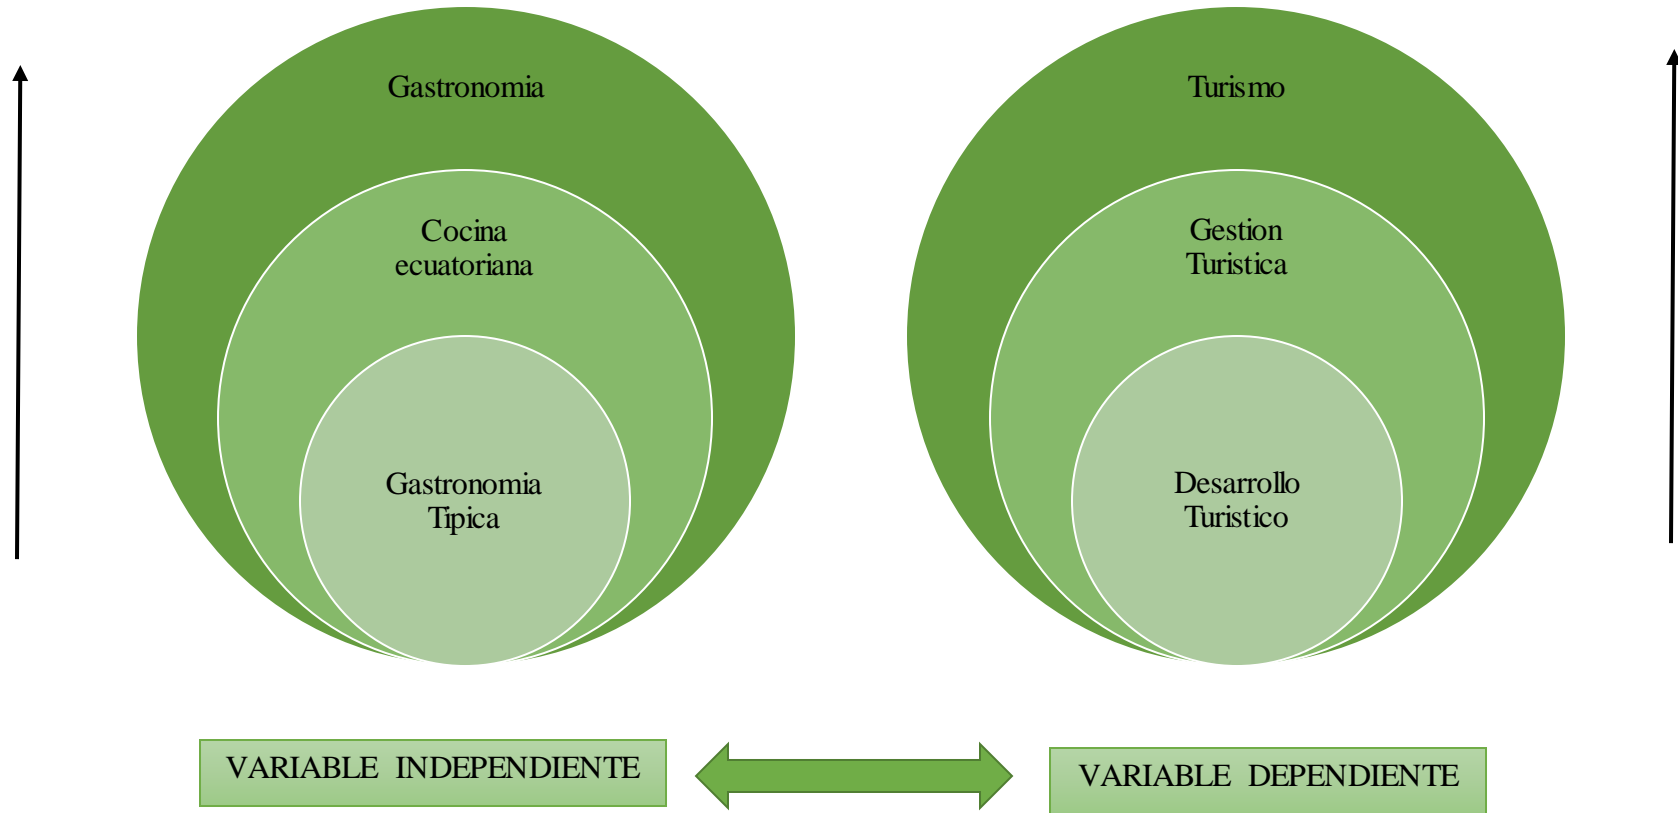 Gastronomia
Cocina
ecuatoriana
Gastronomia
Tipica
Turismo
Gestion
Turistica
Desarrollo
Turistico
VARIABLE INDEPENDIENTE
VARIABLE DEPENDIENTE